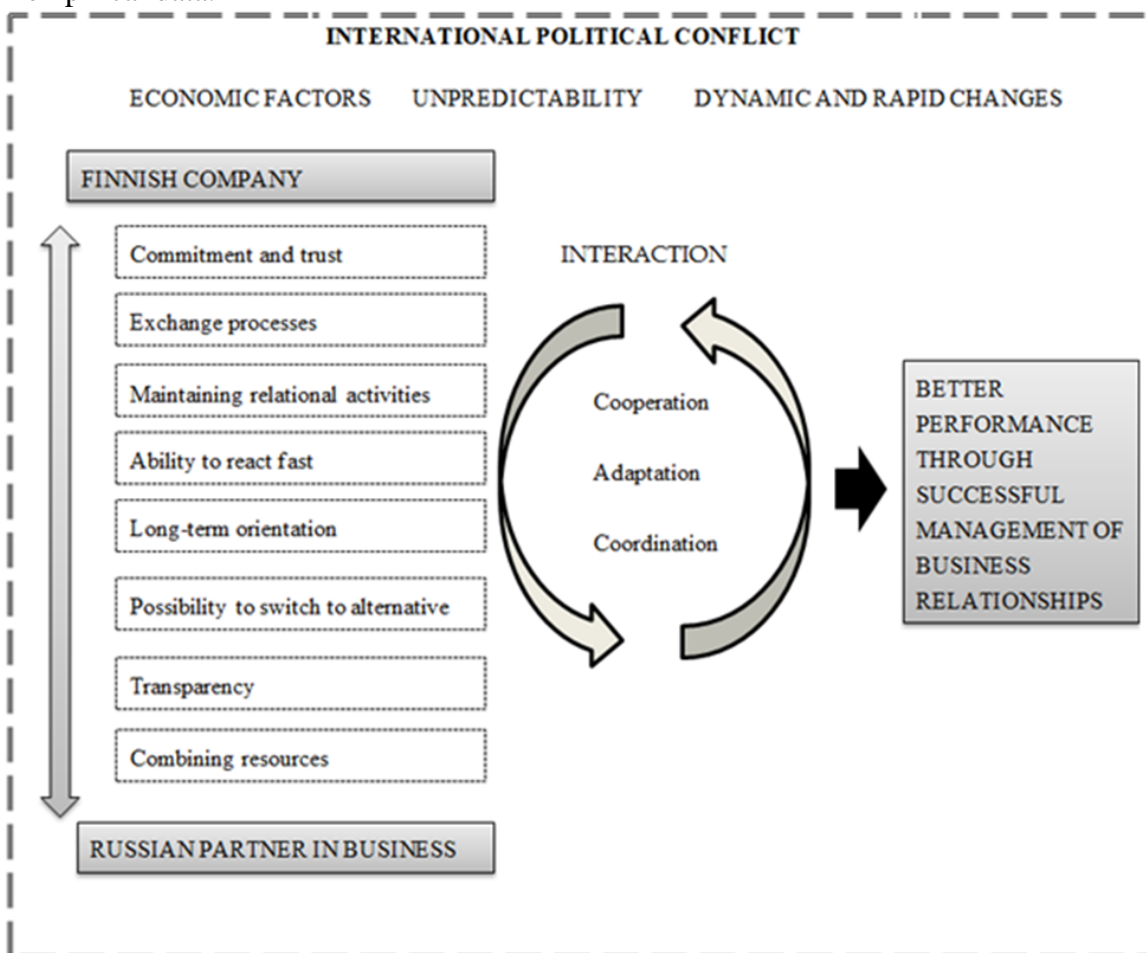 INTERNATIONAL POLITICAL CONFLICT
ECONOMIC FACTORS UNPREDICTABILITY DYNAMIC AND RAPID CHANGES
FINNISH COMPANY
Commitment and trust
Exchange processes
Maintaining relational activities
Ability to react fast
Long-term orientation
Possibility to switch to alternative
Transparency
Combining resources
RUSSIAN PARTNER IN BUSINESS
INTERACTION
Cooperation
Adaptation
Coordination
BETTER
PERFORMANCE
THROUGH
SUCCESSFUL
MANAGEMENT OF
BUSINESS
RELATIONSHIPS